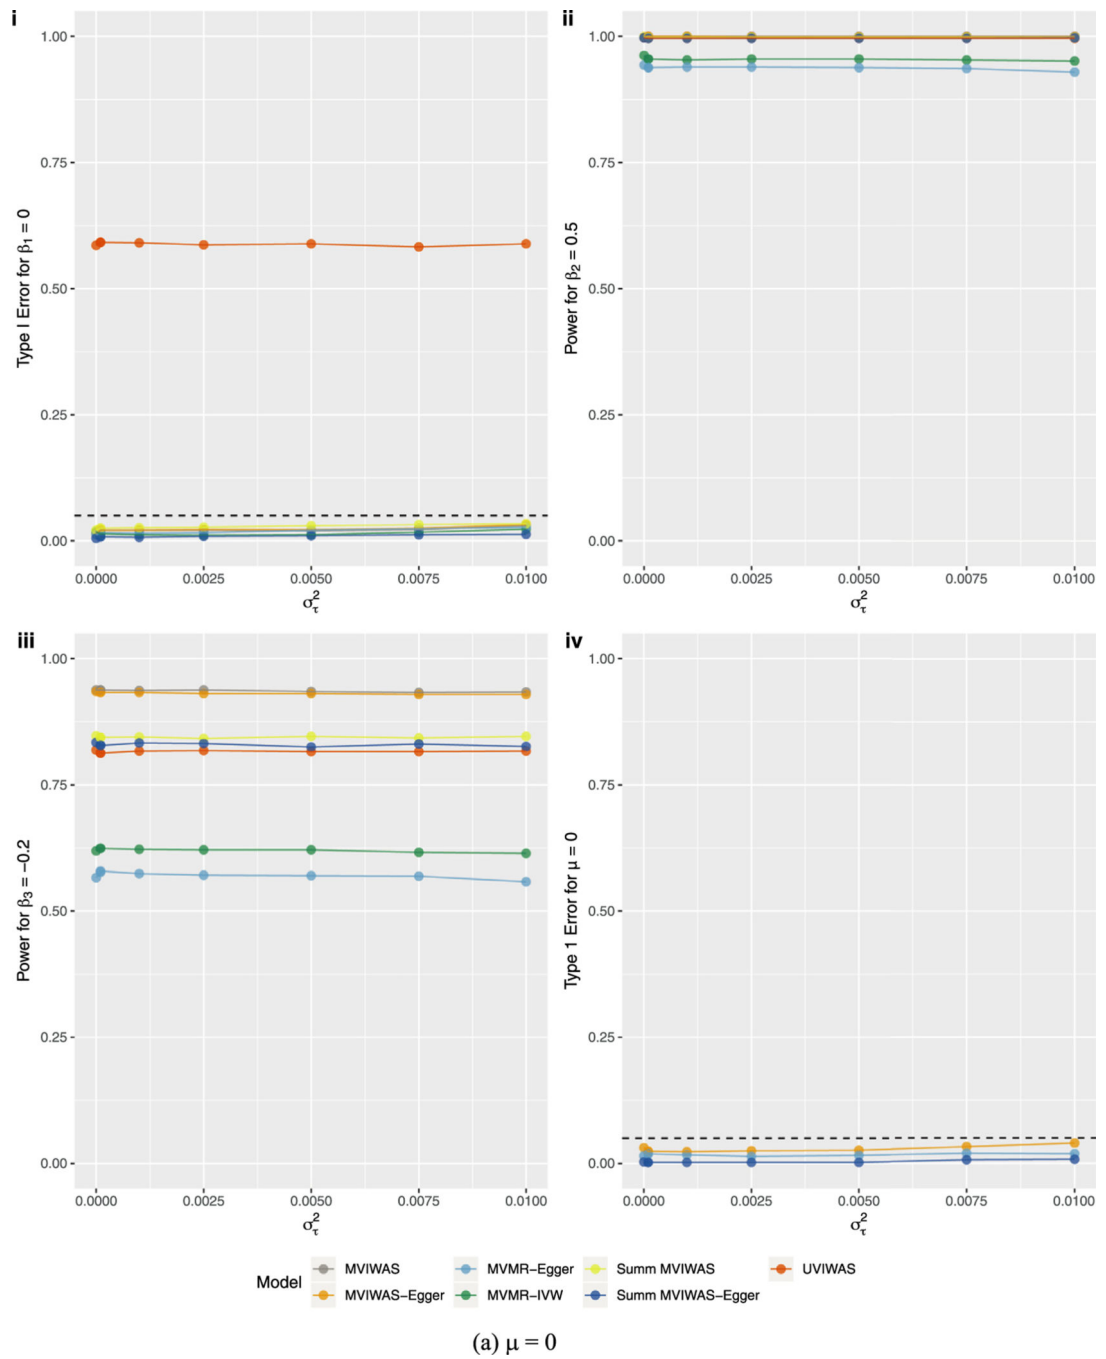 i
1.00
0.75
0.50
0.25
0.00
Type I Error for β₁ = 0
0.0000 0.0025 0.0050 0.0075 0.0100
σ²τ
ii
1.00
0.75
0.50
0.25
0.00
Power for β₂ = 0.5
0.0000 0.0025 0.0050 0.0075 0.0100
σ²τ
iii
1.00
0.75
0.50
0.25
0.00
Power for β₃ = −0.2
0.0000 0.0025 0.0050 0.0075 0.0100
σ²τ
iv
1.00
0.75
0.50
0.25
0.00
Type 1 Error for μ = 0
0.0000 0.0025 0.0050 0.0075 0.0100
σ²τ
Model
MVIWAS MVMR−Egger Summ MVIWAS UVIWAS
MVIWAS−Egger MVMR−IVW Summ MVIWAS−Egger
(a) μ = 0